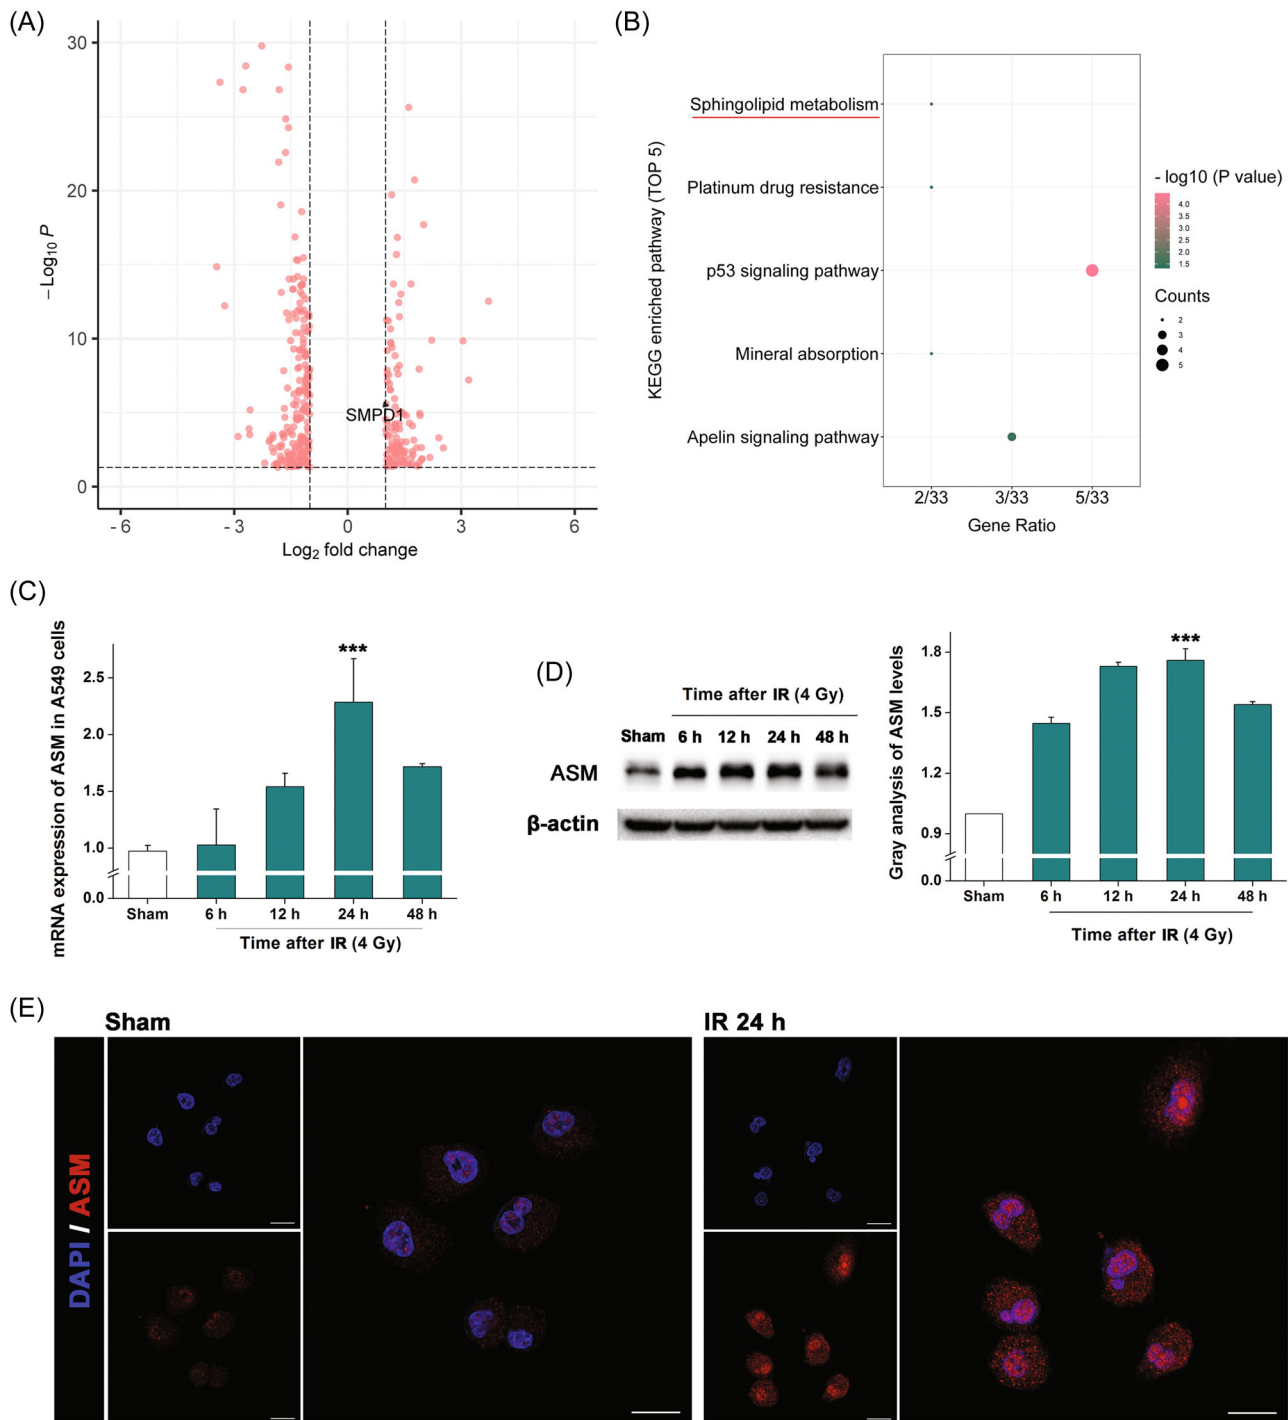 (A)
30
20
10
0
- Log10 P
SMPD1
- 6
- 3
0
3
6
Log2 fold change
(B)
KEGG enriched pathway (TOP 5)
Sphingolipid metabolism
Platinum drug resistance
p53 signaling pathway
Mineral absorption
Apelin signaling pathway
2/33
3/33
5/33
Gene Ratio
- log10 (P value)
4.0
3.5
3.0
2.5
2.0
1.5
Counts
2
3
4
5
(C)
mRNA expression of ASM in A549 cells
2.5
2.0
1.5
1.0
0.0
***
Sham
6 h
12 h
24 h
48 h
Time after IR (4 Gy)
(D)
Time after IR (4 Gy)
Sham 6 h 12 h 24 h 48 h
ASM
β-actin
Gray analysis of ASM levels
1.8
1.5
1.2
0.9
0.0
***
Sham
6 h
12 h
24 h
48 h
Time after IR (4 Gy)
(E)
Sham
IR 24 h
DAPI / ASM